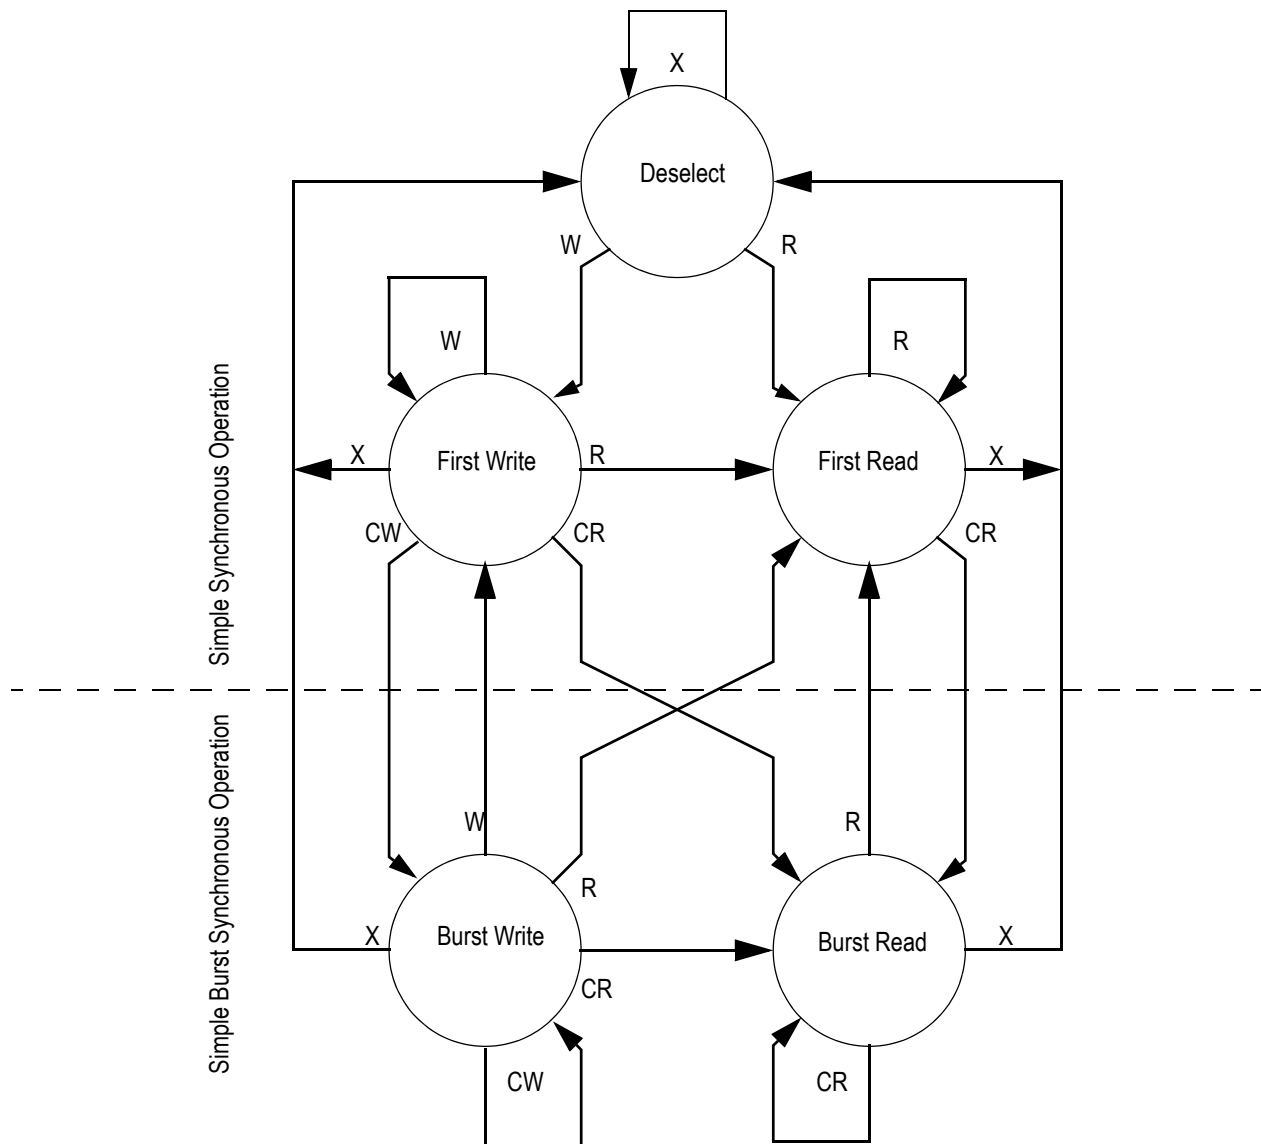 X
Deselect
W
R
W
R
Simple Synchronous Operation
X
First Write
R
First Read
X
CW
CR
CR
Simple Burst Synchronous Operation
W
R
X
Burst Write
R
Burst Read
X
CR
CW
CR